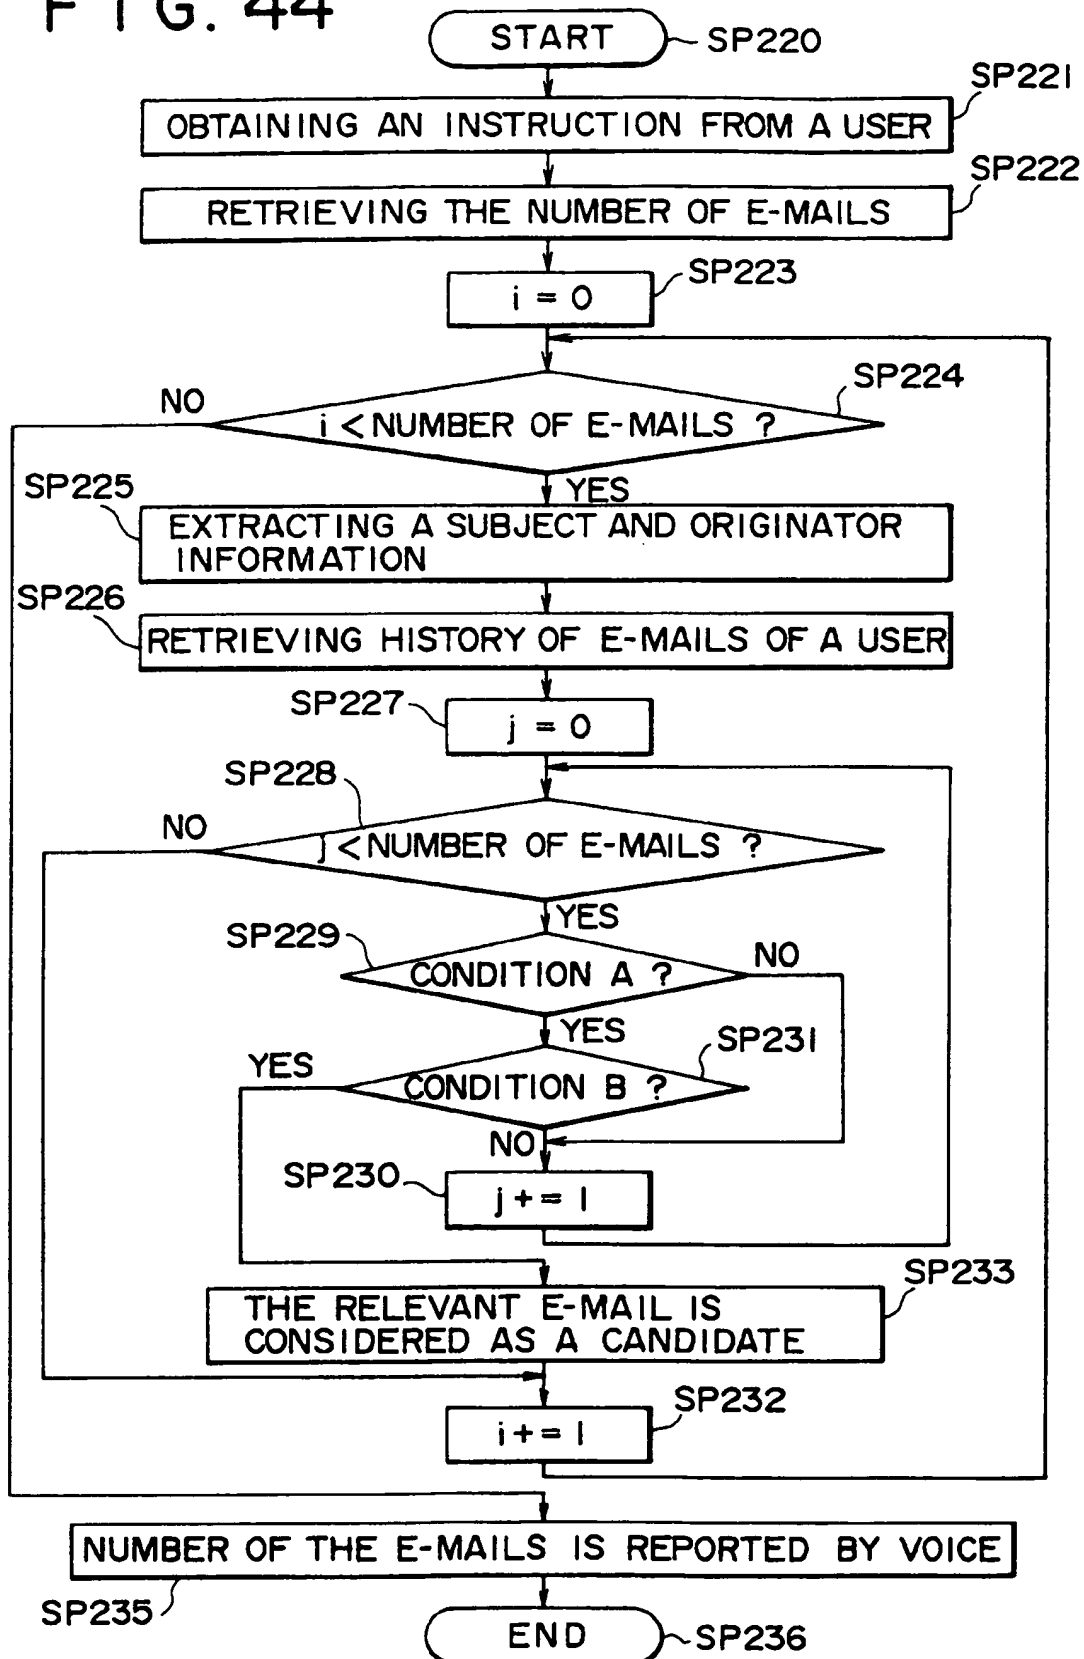 FIG. 44
START
SP220
SP221
OBTAINING AN INSTRUCTION FROM A USER
SP222
RETRIEVING THE NUMBER OF E-MAILS
SP223
i = 0
SP224
NO
i < NUMBER OF E-MAILS ?
YES
SP225
EXTRACTING A SUBJECT AND ORIGINATOR
INFORMATION
SP226
RETRIEVING HISTORY OF E-MAILS OF A USER
SP227
j = 0
SP228
NO
j < NUMBER OF E-MAILS ?
YES
SP229
NO
CONDITION A ?
YES
SP231
YES
CONDITION B ?
NO
SP230
j += 1
SP233
THE RELEVANT E-MAIL IS
CONSIDERED AS A CANDIDATE
SP232
i += 1
NUMBER OF THE E-MAILS IS REPORTED BY VOICE
SP235
END
SP236